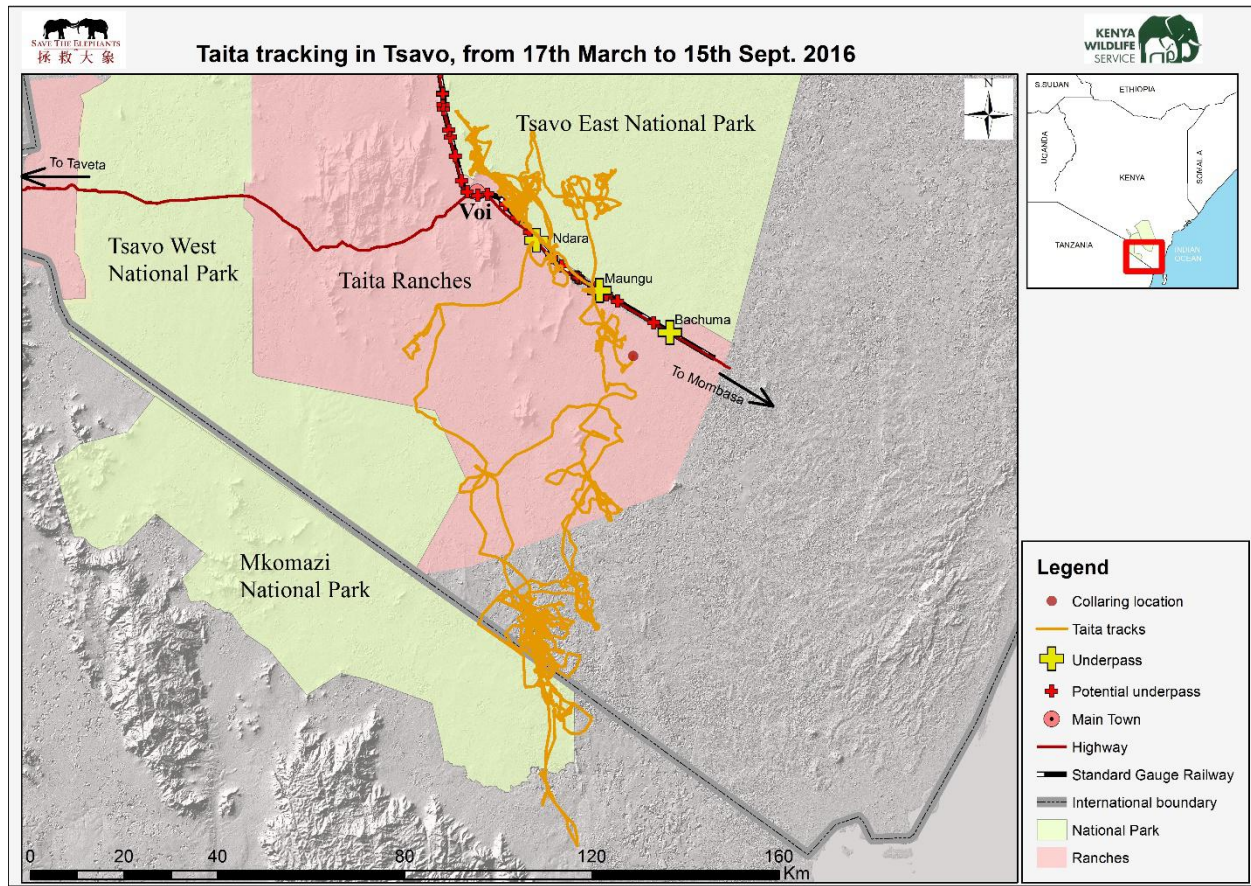 SAVE THE ELEPHANTS
拯救大象
Taita tracking in Tsavo, from 17th March to 15th Sept. 2016
KENYA
WILDLIFE
SERVICE
N
Tsavo East National Park
To Taveta
Voi
Ndara
Tsavo West
National Park
Taita Ranches
Maungu
Bachuma
To Mombasa
Mkomazi
National Park
0 20 40 80 120 160
Km
S.SUDAN
ETHIOPIA
UGANDA
SOMALA
KENYA
TANZANIA
INDIAN
OCEAN
Legend
Collaring location
Taita tracks
Underpass
Potential underpass
Main Town
Highway
Standard Gauge Railway
International boundary
National Park
Ranches